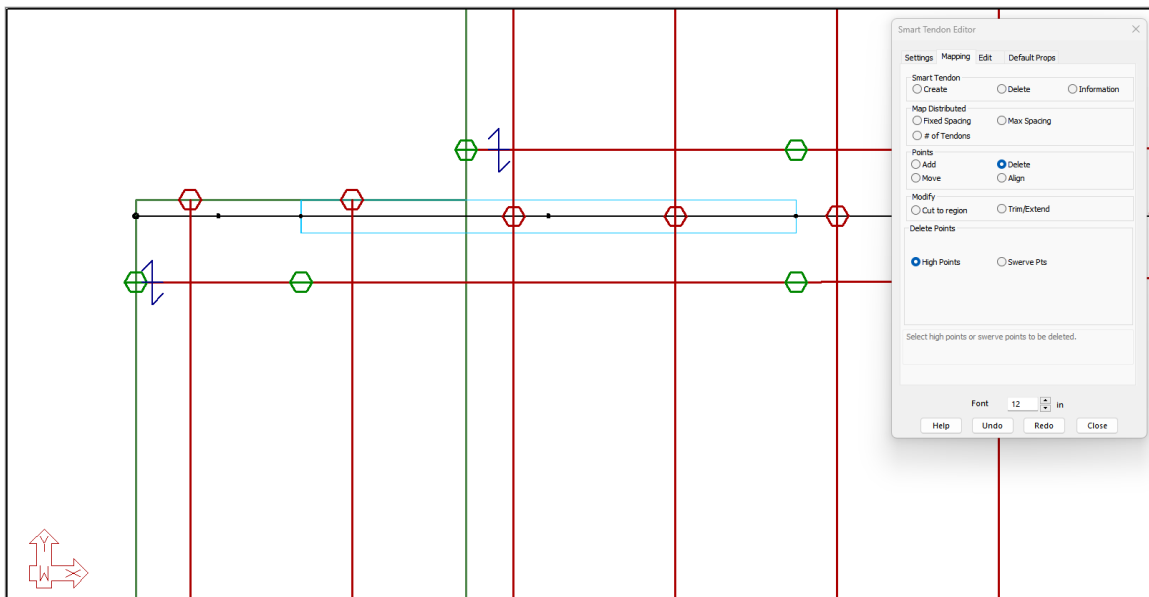 Smart Tendon Editor
Settings Mapping Edit Default Props
Smart Tendon
Create Delete Information
Map Distributed
Fixed Spacing Max Spacing
# of Tendons
Points
Add Delete
Move Align
Modify
Cut to region Trim/Extend
Delete Points
High Points Swerve Pts
Select high points or swerve points to be deleted.
Font 12 in
Help Undo Redo Close
Y
W X